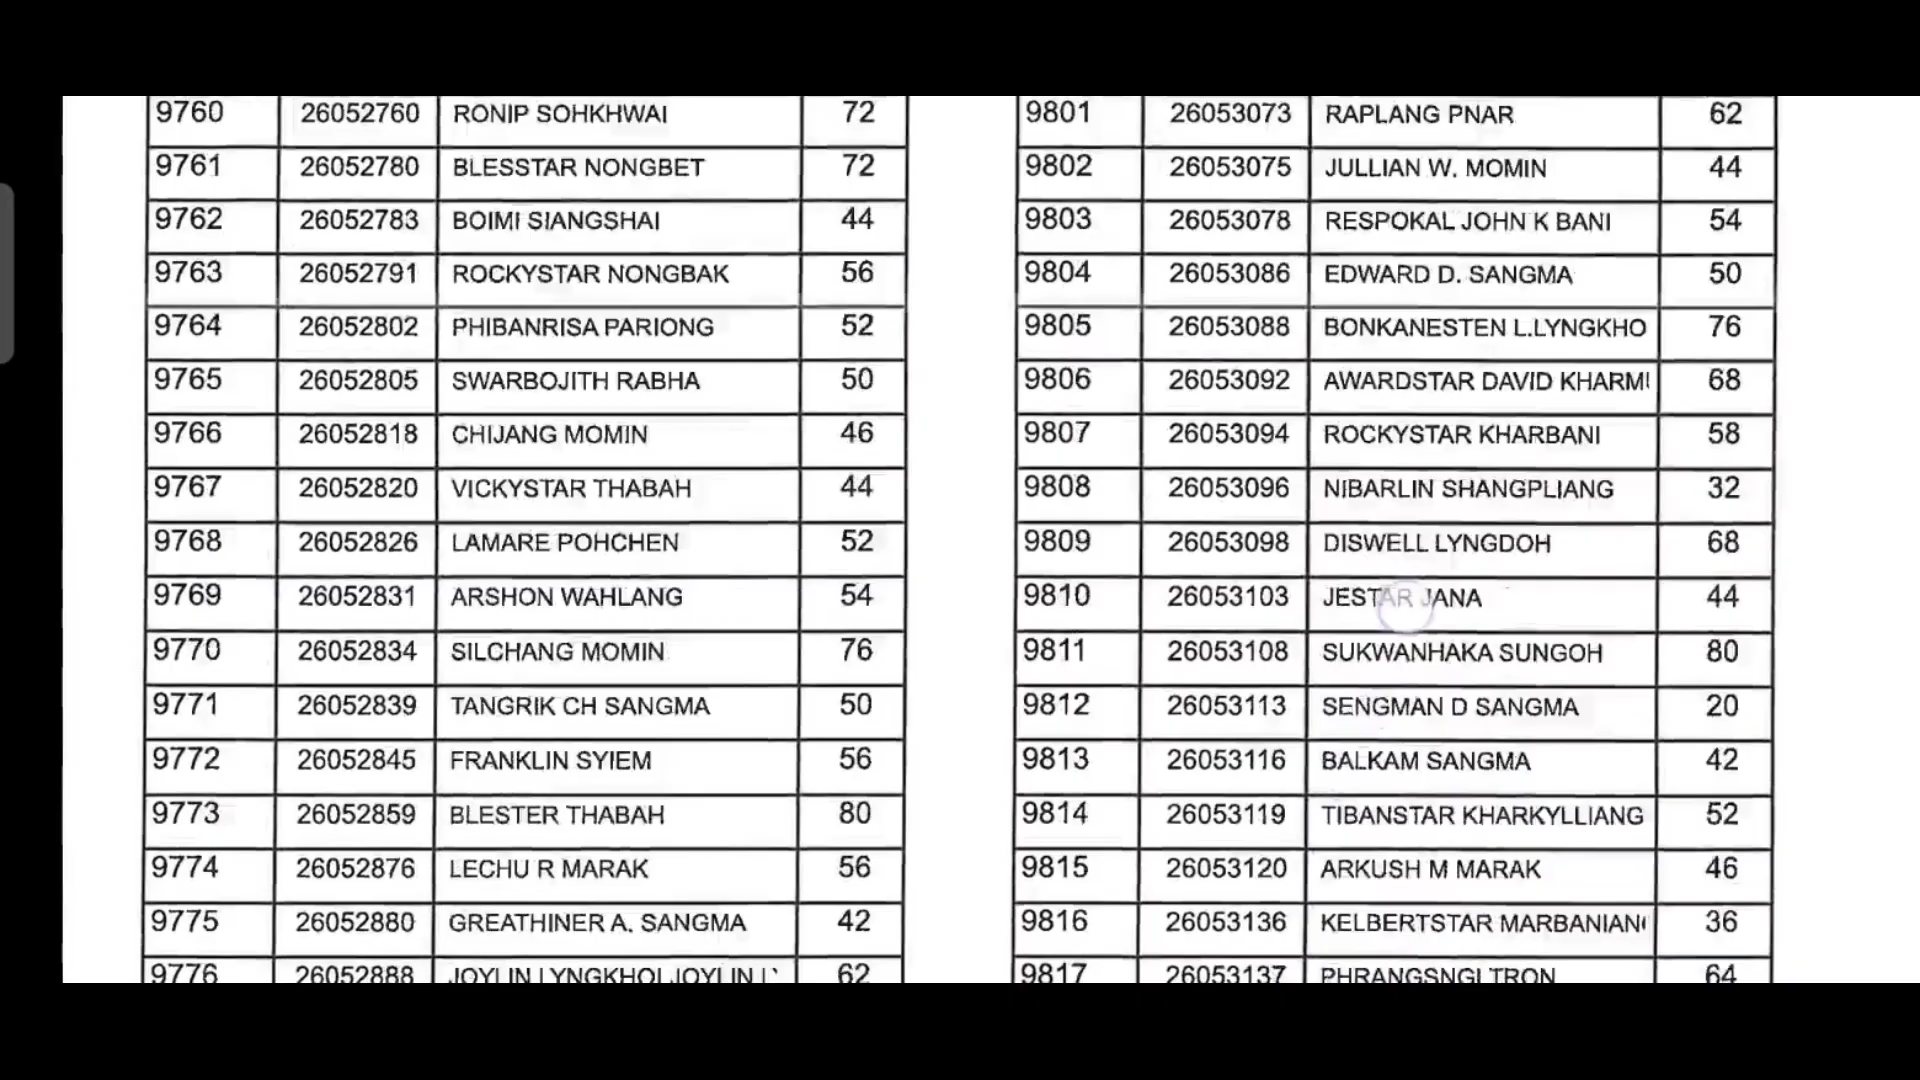 9760 26052760 RONIP SOHKHWAI 72
9761 26052780 BLESSTAR NONGBET 72
9762 26052783 BOIMI SIANGSHAI 44
9763 26052791 ROCKYSTAR NONGBAK 56
9764 26052802 PHIBANRISA PARIONG 52
9765 26052805 SWARBOJITH RABHA 50
9766 26052818 CHIJANG MOMIN 46
9767 26052820 VICKYSTAR THABAH 44
9768 26052826 LAMARE POHCHEN 52
9769 26052831 ARSHON WAHLANG 54
9770 26052834 SILCHANG MOMIN 76
9771 26052839 TANGRIK CH SANGMA 50
9772 26052845 FRANKLIN SYIEM 56
9773 26052859 BLESTER THABAH 80
9774 26052876 LECHU R MARAK 56
9775 26052880 GREATHINER A. SANGMA 42
9776 26052888 62
9801 26053073 RAPLANG PNAR 62
9802 26053075 JULLIAN W. MOMIN 44
9803 26053078 RESPOKAL JOHN K BANI 54
9804 26053086 EDWARD D. SANGMA 50
9805 26053088 BONKANESTEN L.LYNGKHO 76
9806 26053092 AWARDSTAR DAVID 68
9807 26053094 ROCKYSTAR KHARBANI 58
9808 26053096 NIBARLIN SHANGPLIANG 32
9809 26053098 DISWELL LYNGDOH 68
9810 26053103 JESTAR JANA 44
9811 26053108 SUKWANHAKA SUNGOH 80
9812 26053113 SENGMAN D SANGMA 20
9813 26053116 BALKAM SANGMA 42
9814 26053119 TIBANSTAR KHARKYLLIANG 52
9815 26053120 ARKUSH M MARAK 46
9816 26053136 KELBERTSTAR 36
9817 26053137 PHRANGSNGI TRON 64